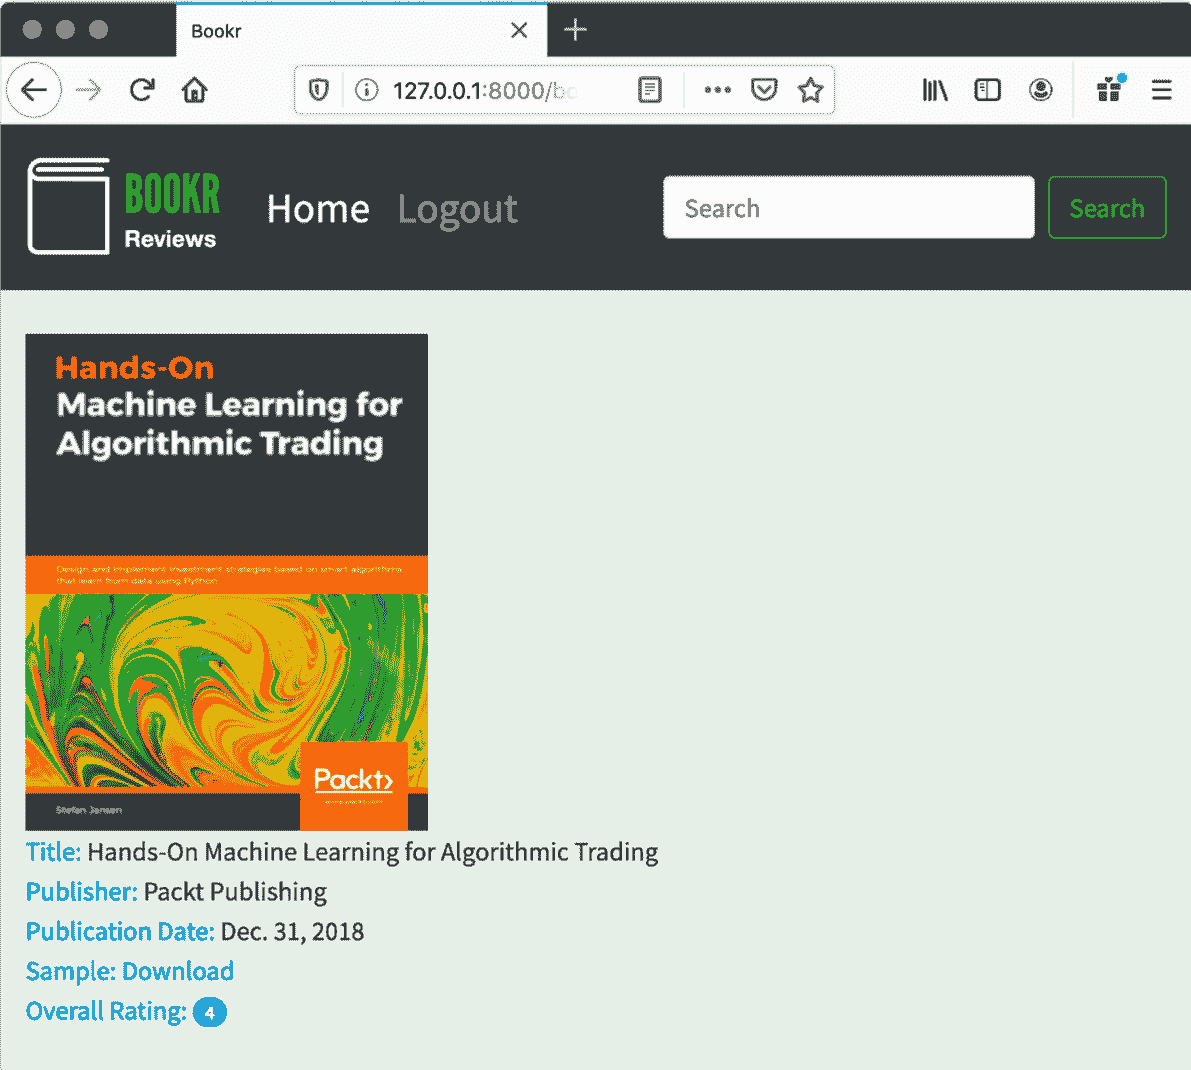 Bookr
127.0.0.1:8000/bo
BOOKR
Reviews
Home
Logout
Search
Search
Hands-On
Machine Learning for
Algorithmic Trading
Design and implement investment strategies based on smart algorithms
that learn from data using Python
Packt>
Stefan Jansen
Title: Hands-On Machine Learning for Algorithmic Trading
Publisher: Packt Publishing
Publication Date: Dec. 31, 2018
Sample: Download
Overall Rating: 4